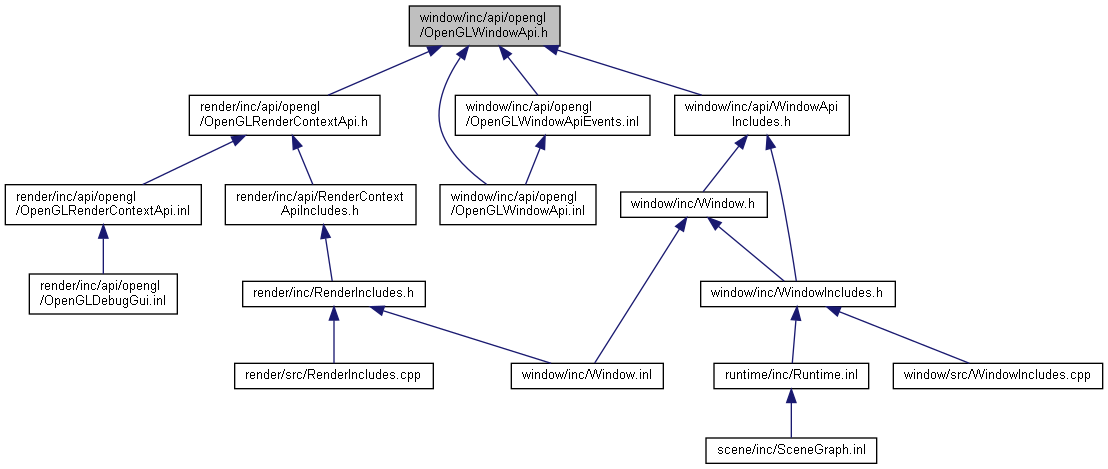 window/inc/api/opengl
/OpenGLWindowApi.h
render/inc/api/opengl
/OpenGLRenderContextApi.h
window/inc/api/opengl
/OpenGLWindowApiEvents.inl
window/inc/api/WindowApi
Includes.h
render/inc/api/opengl
/OpenGLRenderContextApi.inl
render/inc/api/RenderContext
ApiIncludes.h
window/inc/api/opengl
/OpenGLWindowApi.inl
window/inc/Window.h
render/inc/api/opengl
/OpenGLDebugGui.inl
render/inc/RenderIncludes.h
window/inc/WindowIncludes.h
render/src/RenderIncludes.cpp
window/inc/Window.inl
runtime/inc/Runtime.inl
window/src/WindowIncludes.cpp
scene/inc/SceneGraph.inl